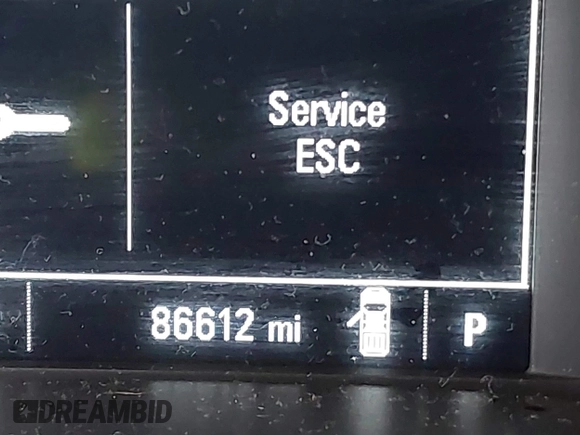 Service
ESC
86612 mi
P
DREAMBID